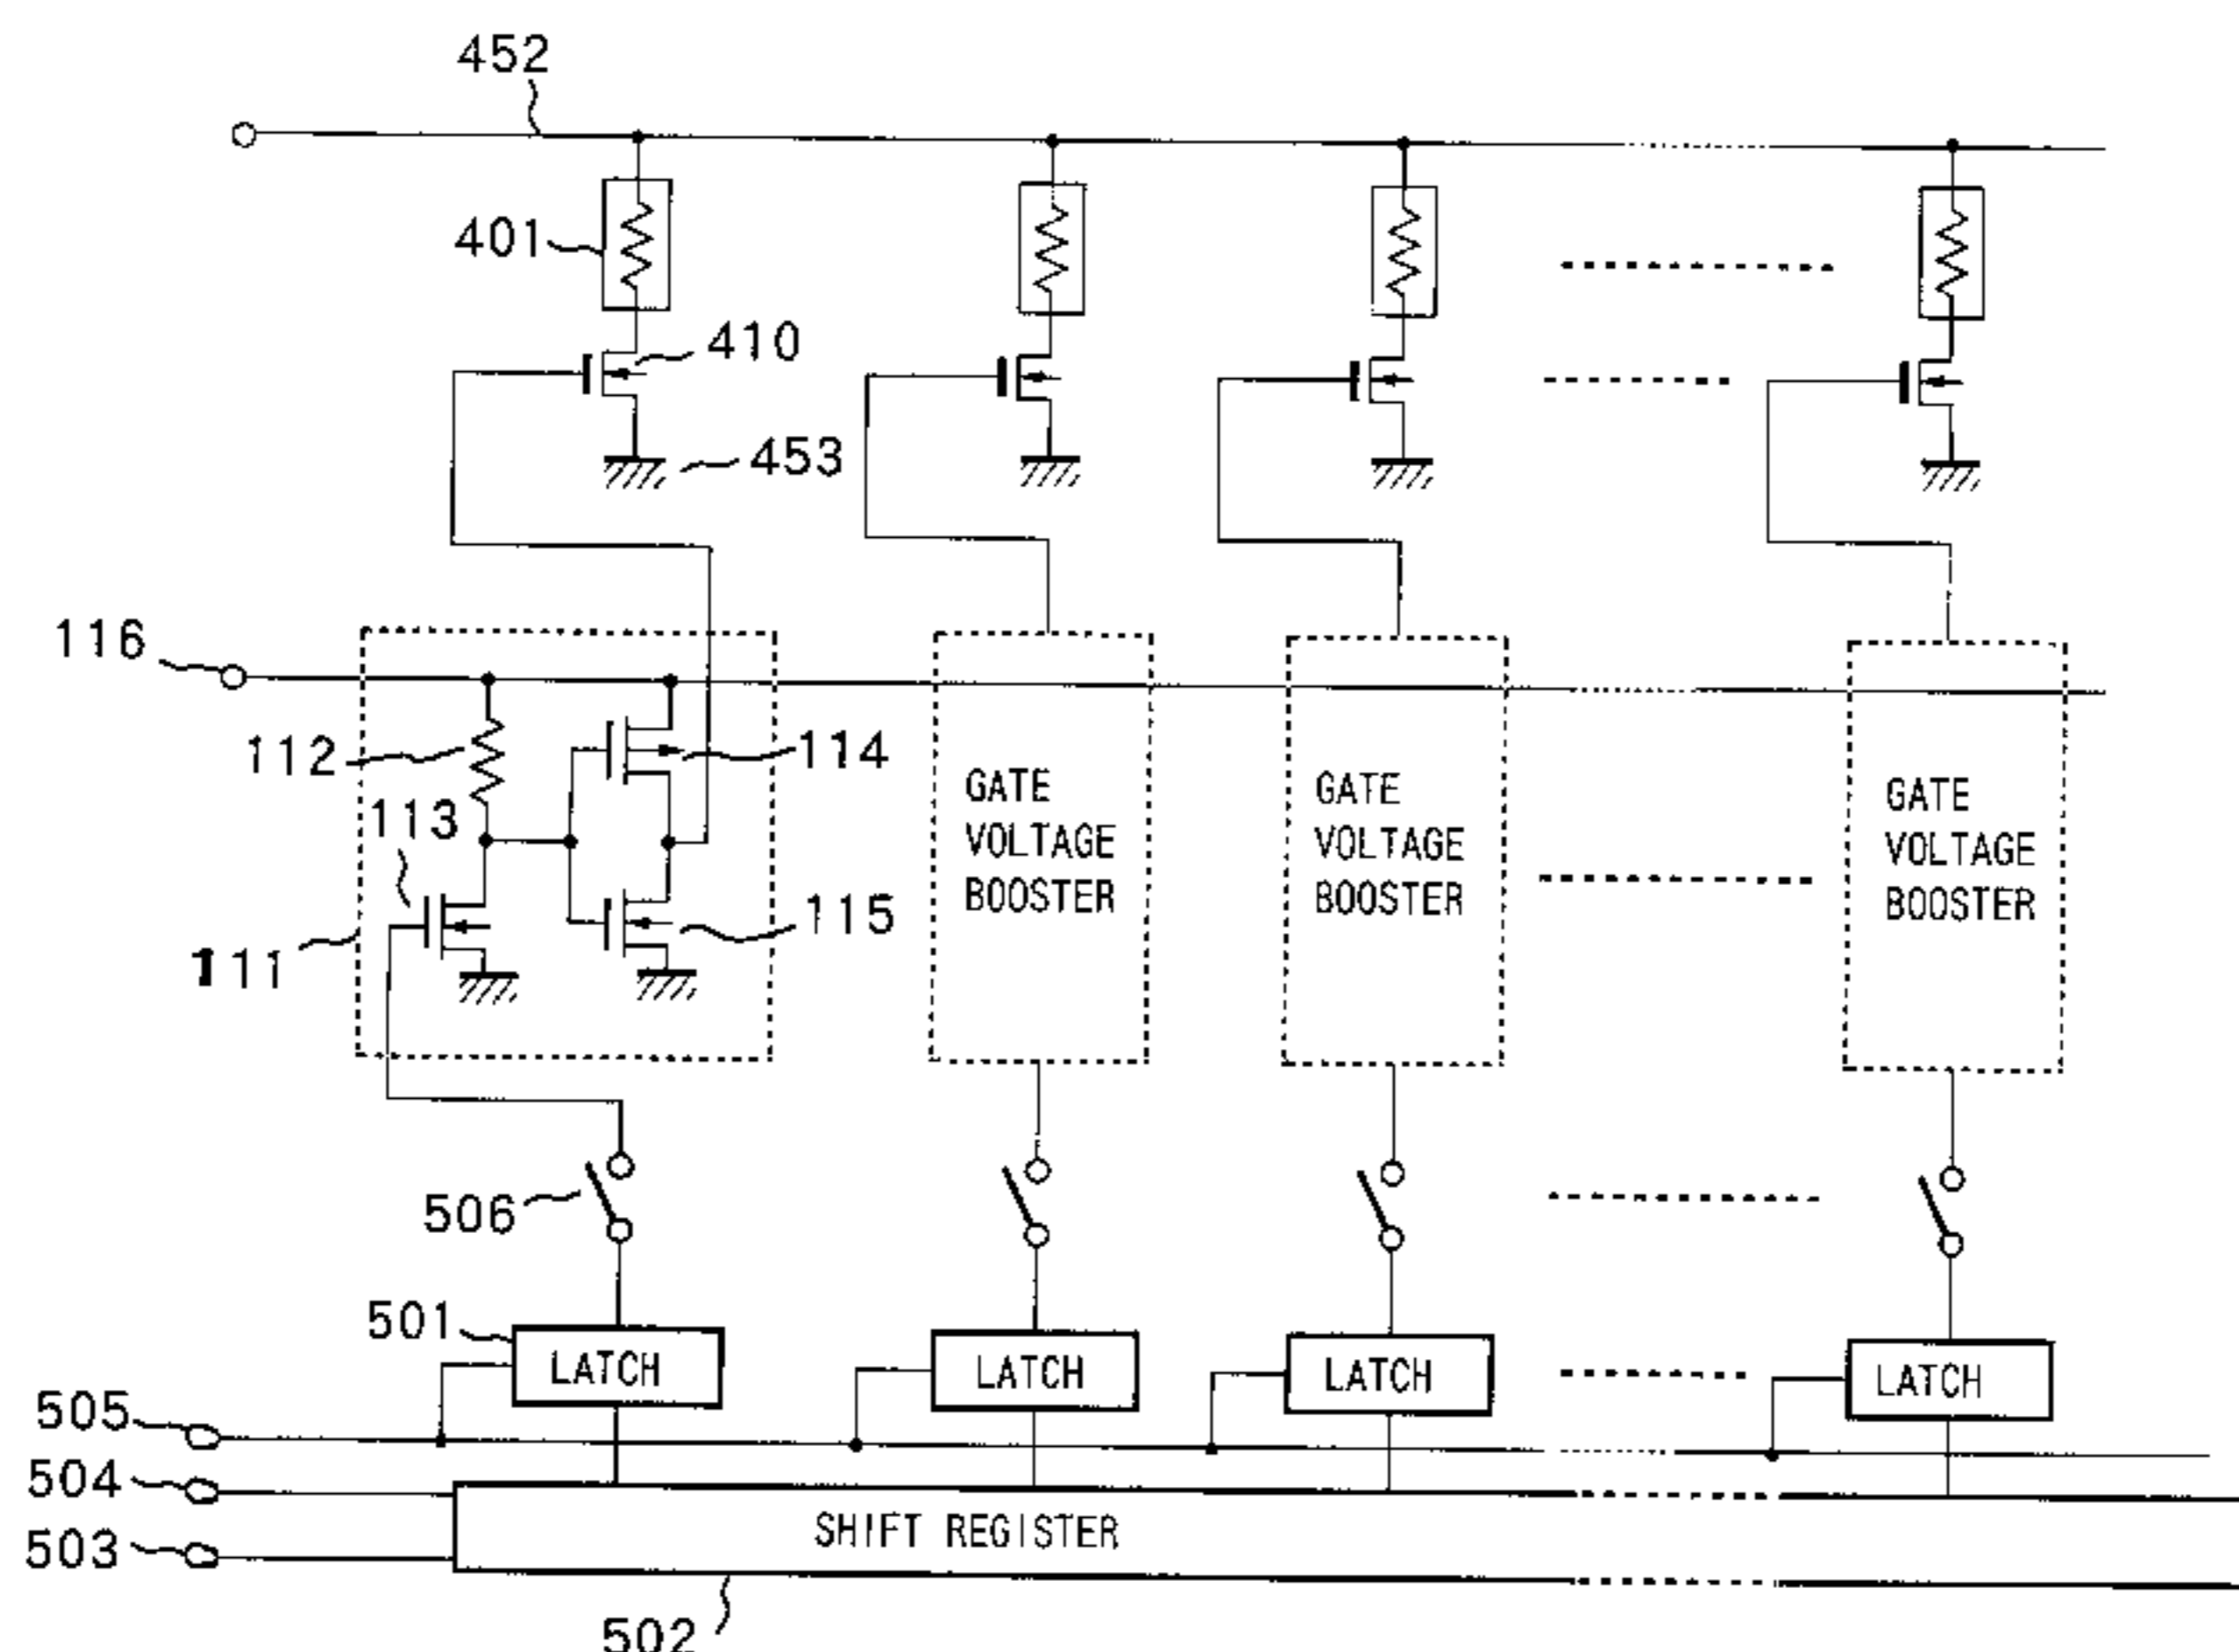 452
401
410
453
116
112
114
113
115
111
GATE
VOLTAGE
BOOSTER
GATE
VOLTAGE
BOOSTER
GATE
VOLTAGE
BOOSTER
506
501
LATCH
LATCH
LATCH
LATCH
505
504
503
SHIFT REGISTER
502